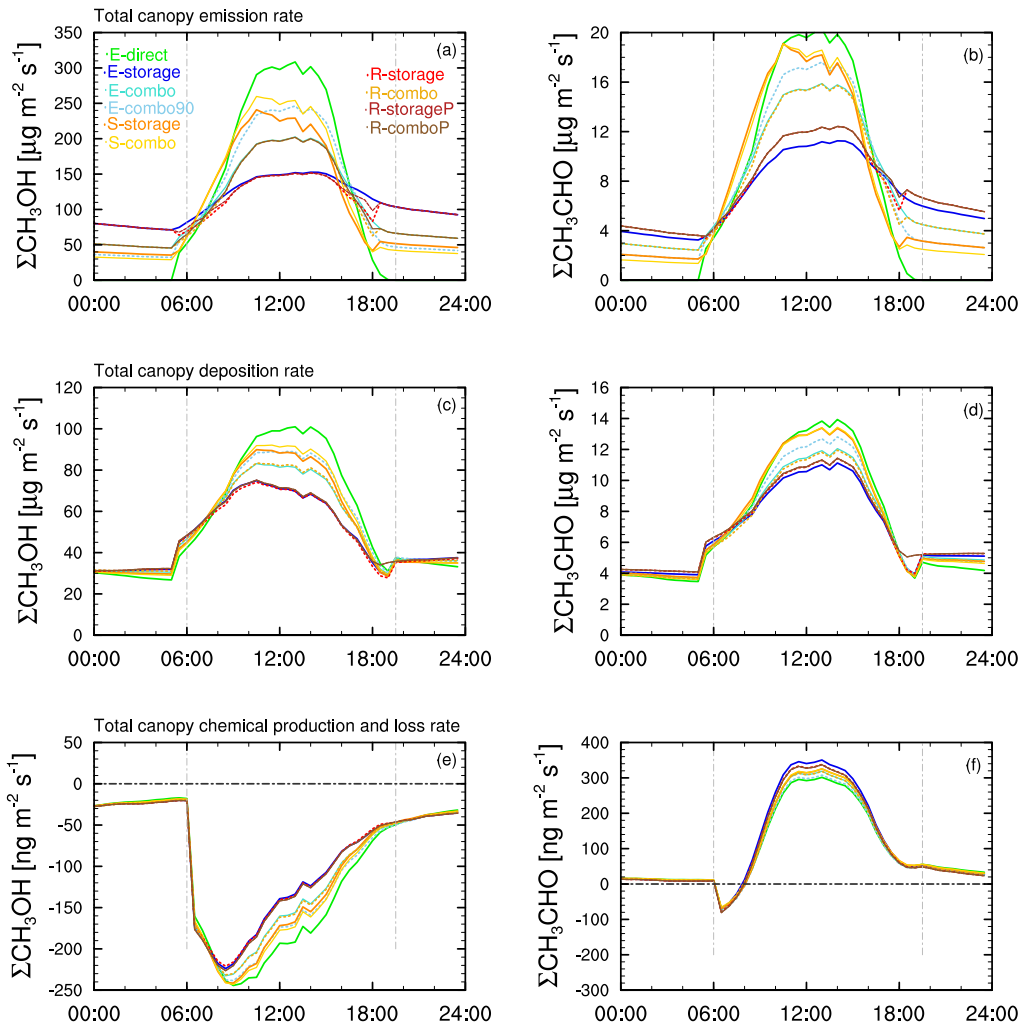 Total canopy emission rate
ΣCH₃OH [µg m⁻² s⁻¹]
350
300
250
200
150
100
50
0
(a)
E-direct
E-storage
E-combo
E-combo90
S-storage
S-combo
R-storage
R-combo
R-storageP
R-comboP
00:00 06:00 12:00 18:00 24:00
ΣCH₃CHO [µg m⁻² s⁻¹]
20
16
12
8
4
0
(b)
00:00 06:00 12:00 18:00 24:00
Total canopy deposition rate
ΣCH₃OH [µg m⁻² s⁻¹]
120
100
80
60
40
20
0
(c)
00:00 06:00 12:00 18:00 24:00
ΣCH₃CHO [µg m⁻² s⁻¹]
16
14
12
10
8
6
4
2
0
(d)
00:00 06:00 12:00 18:00 24:00
Total canopy chemical production and loss rate
ΣCH₃OH [ng m⁻² s⁻¹]
50
0
-50
-100
-150
-200
-250
(e)
00:00 06:00 12:00 18:00 24:00
ΣCH₃CHO [ng m⁻² s⁻¹]
400
300
200
100
0
-100
-200
-300
(f)
00:00 06:00 12:00 18:00 24:00